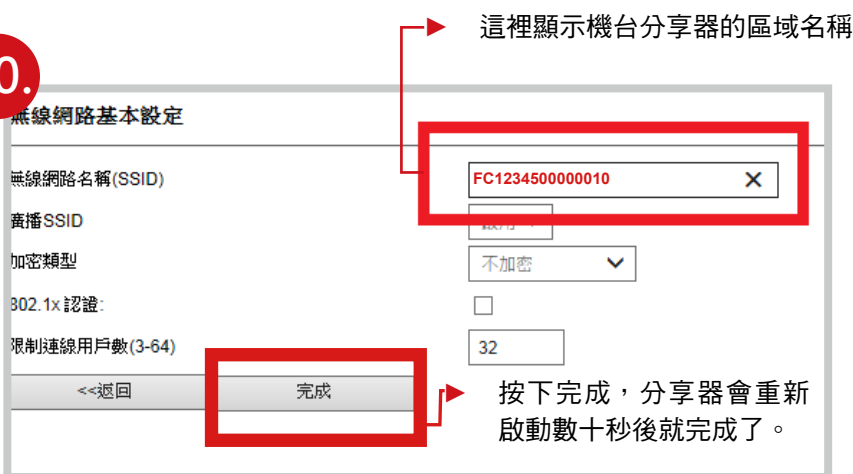 這裡顯示機台分享器的區域名稱
0.
無線網路基本設定
無線網路名稱(SSID)
FC1234500000010
廣播SSID
啟用
加密類型
不加密
802.1x 認證:
限制連線用戶數(3-64)
32
<<返回
完成
按下完成，分享器會重新
啟動數十秒後就完成了。